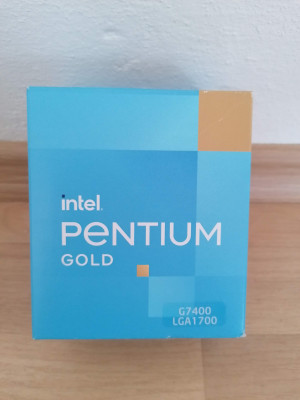 intel.
PENTIUM
GOLD
G7400
LGA1700